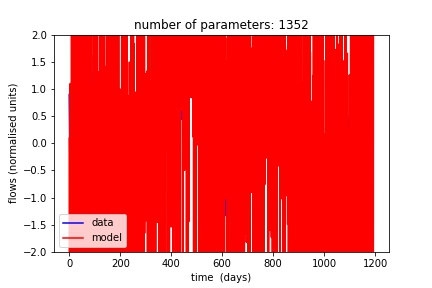 number of parameters: 1352
flows (normalised units)
2.0
1.5
1.0
0.5
0.0
−0.5
−1.0
−1.5
−2.0
data
model
0 200 400 600 800 1000 1200
time (days)